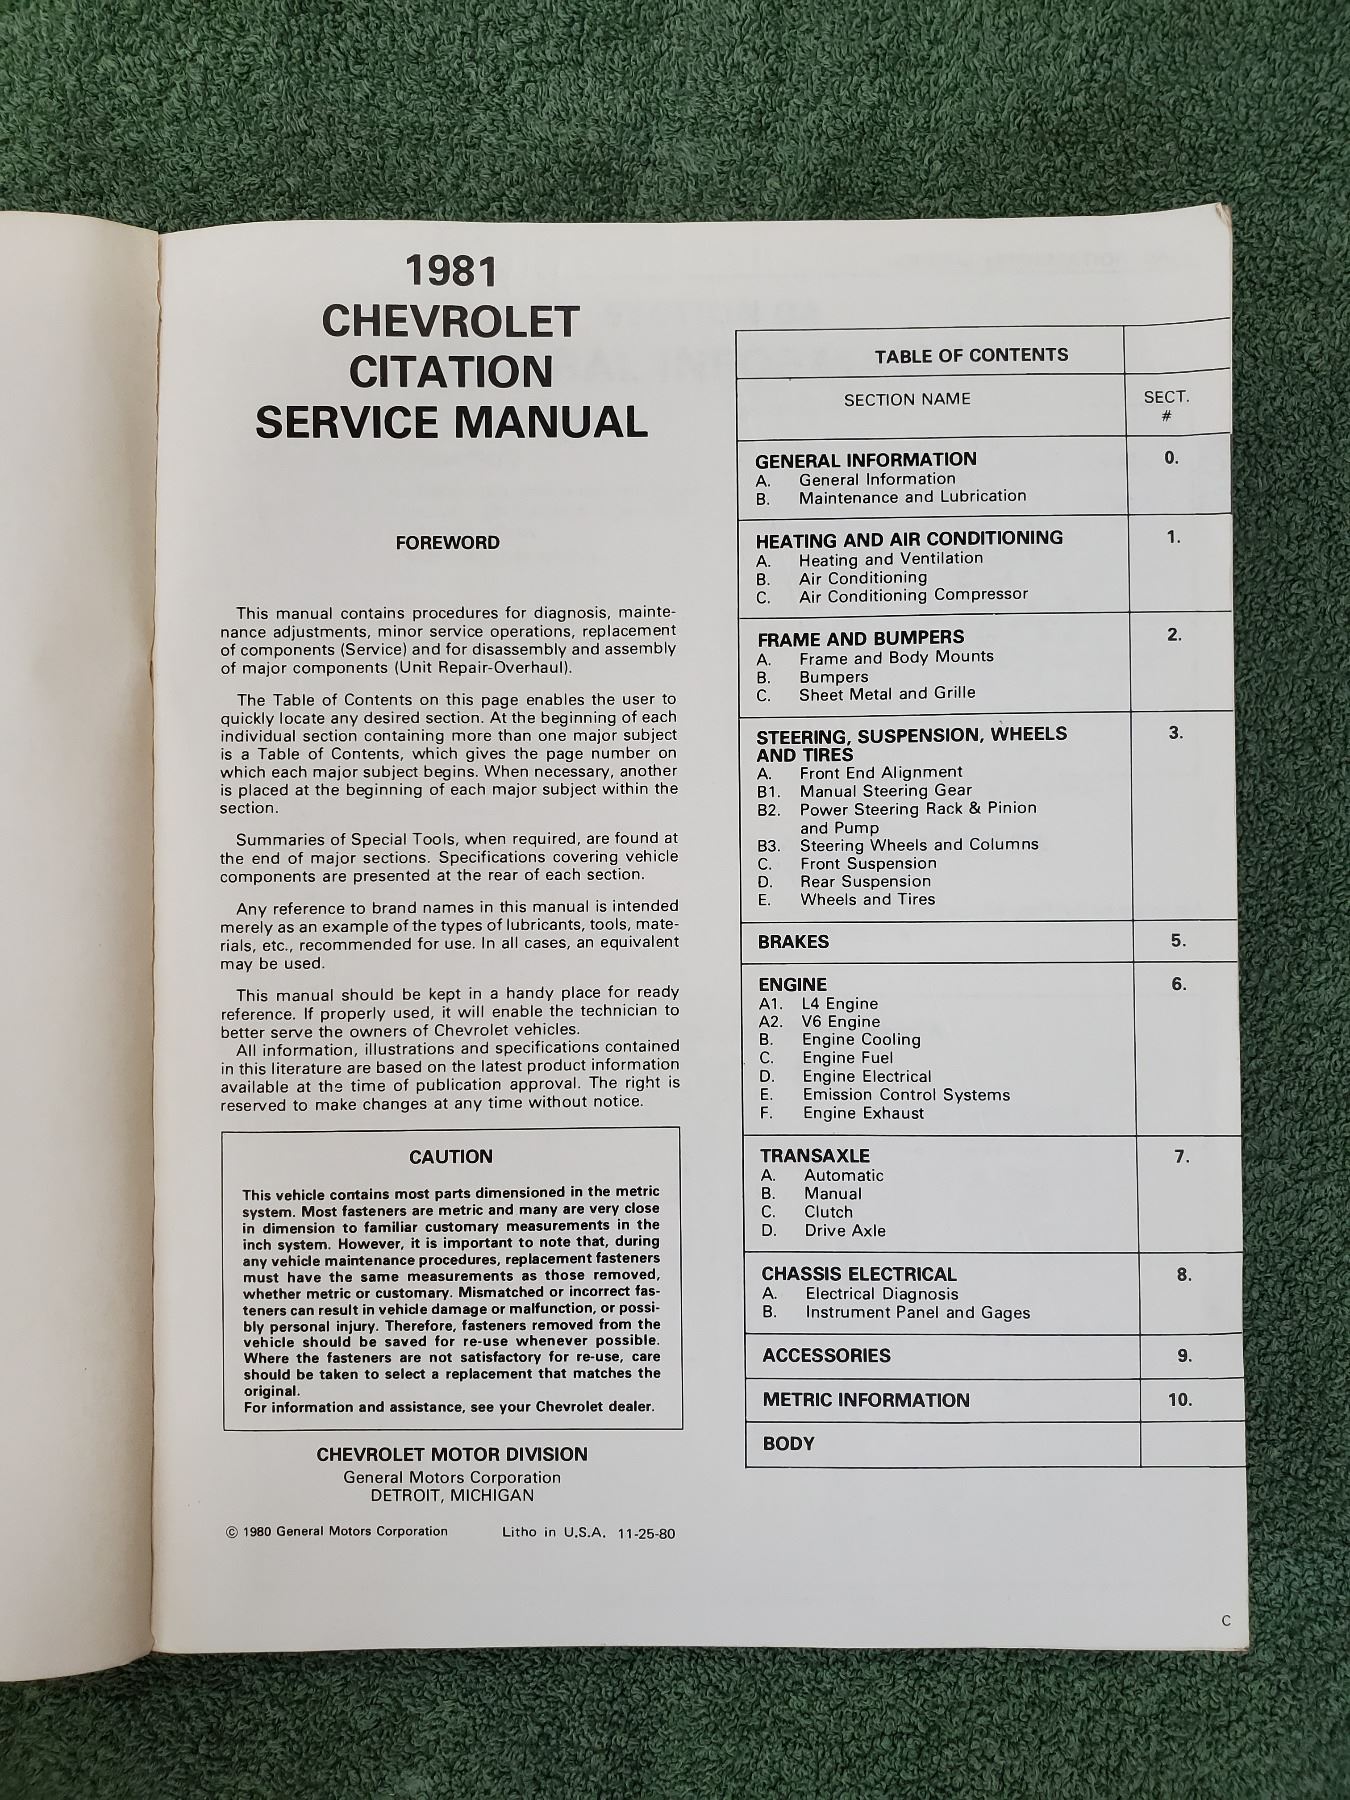 1981
CHEVROLET
CITATION
SERVICE MANUAL
FOREWORD
This manual contains procedures for diagnosis, mainte-
nance adjustments, minor service operations, replacement
of components (Service) and for disassembly and assembly
of major components (Unit Repair-Overhaul).
The Table of Contents on this page enables the user to
quickly locate any desired section. At the beginning of each
individual section containing more than one major subject
is a Table of Contents, which gives the page number on
which each major subject begins. When necessary, another
is placed at the beginning of each major subject within the
section.
Summaries of Special Tools, when required, are found at
the end of major sections. Specifications covering vehicle
components are presented at the rear of each section.
Any reference to brand names in this manual is intended
merely as an example of the types of lubricants, tools, mate-
rials, etc., recommended for use. In all cases, an equivalent
may be used.
This manual should be kept in a handy place for ready
reference. If properly used, it will enable the technician to
better serve the owners of Chevrolet vehicles.
All information, illustrations and specifications contained
in this literature are based on the latest product information
available at the time of publication approval. The right is
reserved to make changes at any time without notice.
CAUTION
This vehicle contains most parts dimensioned in the metric
system. Most fasteners are metric and many are very close
in dimension to familiar customary measurements in the
inch system. However, it is important to note that, during
any vehicle maintenance procedures, replacement fasteners
must have the same measurements as those removed,
whether metric or customary. Mismatched or incorrect fas-
teners can result in vehicle damage or malfunction, or possi-
bly personal injury. Therefore, fasteners removed from the
vehicle should be saved for re-use whenever possible.
Where the fasteners are not satisfactory for re-use, care
should be taken to select a replacement that matches the
original.
For information and assistance, see your Chevrolet dealer.
CHEVROLET MOTOR DIVISION
General Motors Corporation
DETROIT, MICHIGAN
© 1980 General Motors Corporation Litho in U.S.A. 11-25-80
TABLE OF CONTENTS
SECTION NAME SECT.
#
GENERAL INFORMATION 0.
A. General Information
B. Maintenance and Lubrication
HEATING AND AIR CONDITIONING 1.
A. Heating and Ventilation
B. Air Conditioning
C. Air Conditioning Compressor
FRAME AND BUMPERS 2.
A. Frame and Body Mounts
B. Bumpers
C. Sheet Metal and Grille
STEERING, SUSPENSION, WHEELS 3.
AND TIRES
A. Front End Alignment
B1. Manual Steering Gear
B2. Power Steering Rack & Pinion
and Pump
B3. Steering Wheels and Columns
C. Front Suspension
D. Rear Suspension
E. Wheels and Tires
BRAKES 5.
ENGINE 6.
A1. L4 Engine
A2. V6 Engine
B. Engine Cooling
C. Engine Fuel
D. Engine Electrical
E. Emission Control Systems
F. Engine Exhaust
TRANSAXLE 7.
A. Automatic
B. Manual
C. Clutch
D. Drive Axle
CHASSIS ELECTRICAL 8.
A. Electrical Diagnosis
B. Instrument Panel and Gages
ACCESSORIES 9.
METRIC INFORMATION 10.
BODY
C